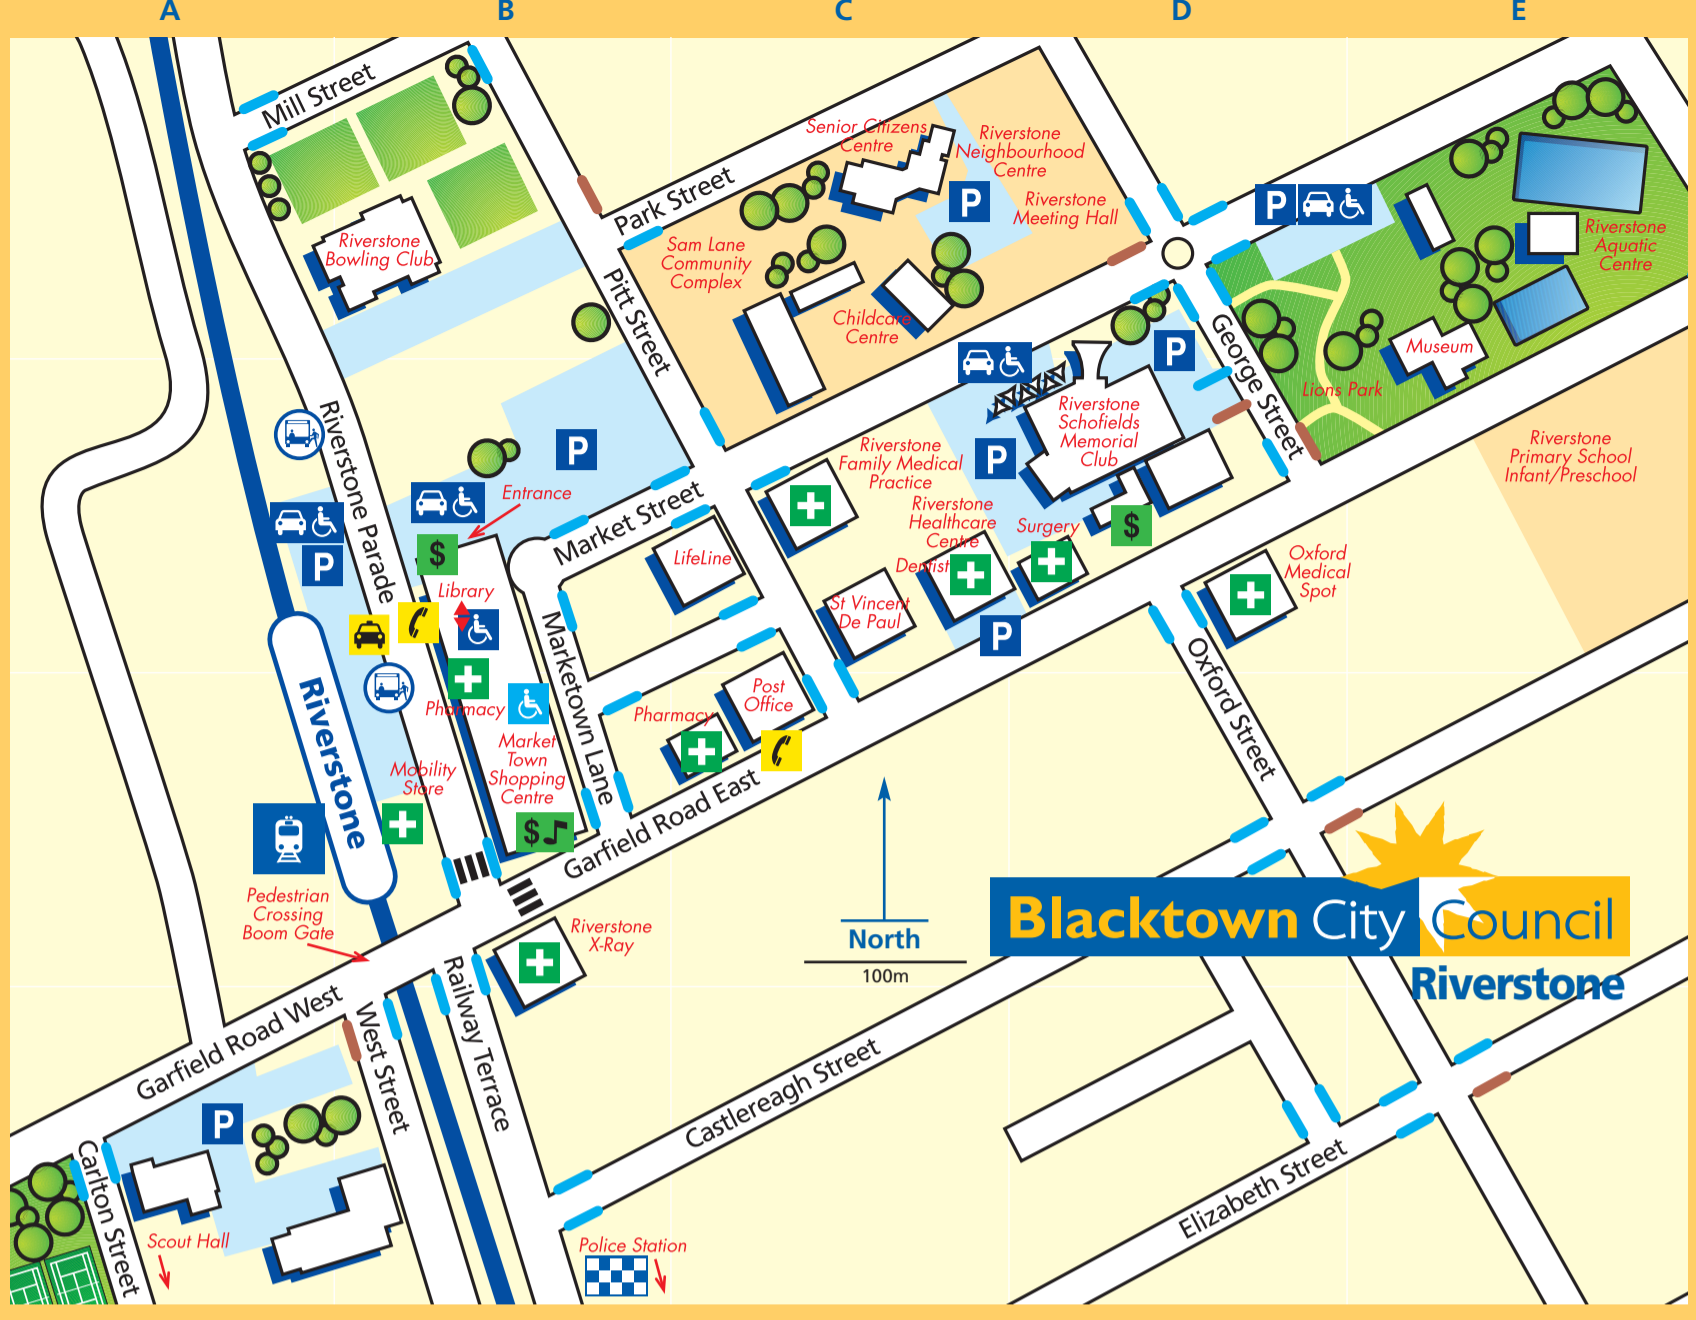 A
B
C
D
E
Mill Street
Riverstone
Bowling Club
Park Street
Senior Citizens
Centre
Riverstone
Neighbourhood
Centre
Riverstone
Meeting Hall
P
P
Riverstone
Aquatic
Centre
Sam Lane
Community
Complex
Childcare
Centre
Pitt Street
George Street
P
Museum
Lions Park
Riverstone
Schofields
Memorial
Club
P
Riverstone
Primary School
Infant/Preschool
Riverstone Parade
P
Entrance
Market Street
$
Riverstone
Family Medical
Practice
Riverstone
Healthcare
Centre
Dentist
Surgery
$
LifeLine
St Vincent
De Paul
P
Oxford
Medical
Spot
P
Library
Pharmacy
Marketown Lane
Market
Town
Shopping
Centre
$
Pharmacy
Post
Office
Oxford Street
Riverstone
Mobility
Store
Garfield Road East
Pedestrian
Crossing
Boom Gate
Riverstone
X-Ray
North
100m
Blacktown City Council
Riverstone
Garfield Road West
West Street
Railway Terrace
Castlereagh Street
P
Carlton Street
Scout Hall
Police Station
Elizabeth Street